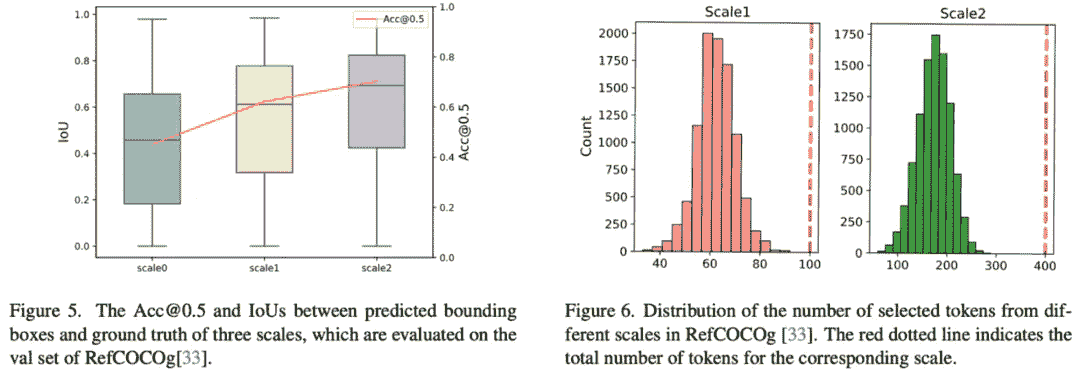 Scale1
Scale2
Acc@0.5
1.0
0.8
0.6
0.4
0.2
0.0
IoU
1.0
0.8
0.6
0.4
0.2
0.0
Acc@0.5
scale0
scale1
scale2
2000
1750
1500
1250
1000
750
500
250
0
Count
40
60
80
100
1750
1500
1250
1000
750
500
250
0
100
200
300
400
Figure 5. The Acc@0.5 and IoUs between predicted bounding
boxes and ground truth of three scales, which are evaluated on the
val set of RefCOCOg[33].
Figure 6. Distribution of the number of selected tokens from dif-
ferent scales in RefCOCOg [33]. The red dotted line indicates the
total number of tokens for the corresponding scale.